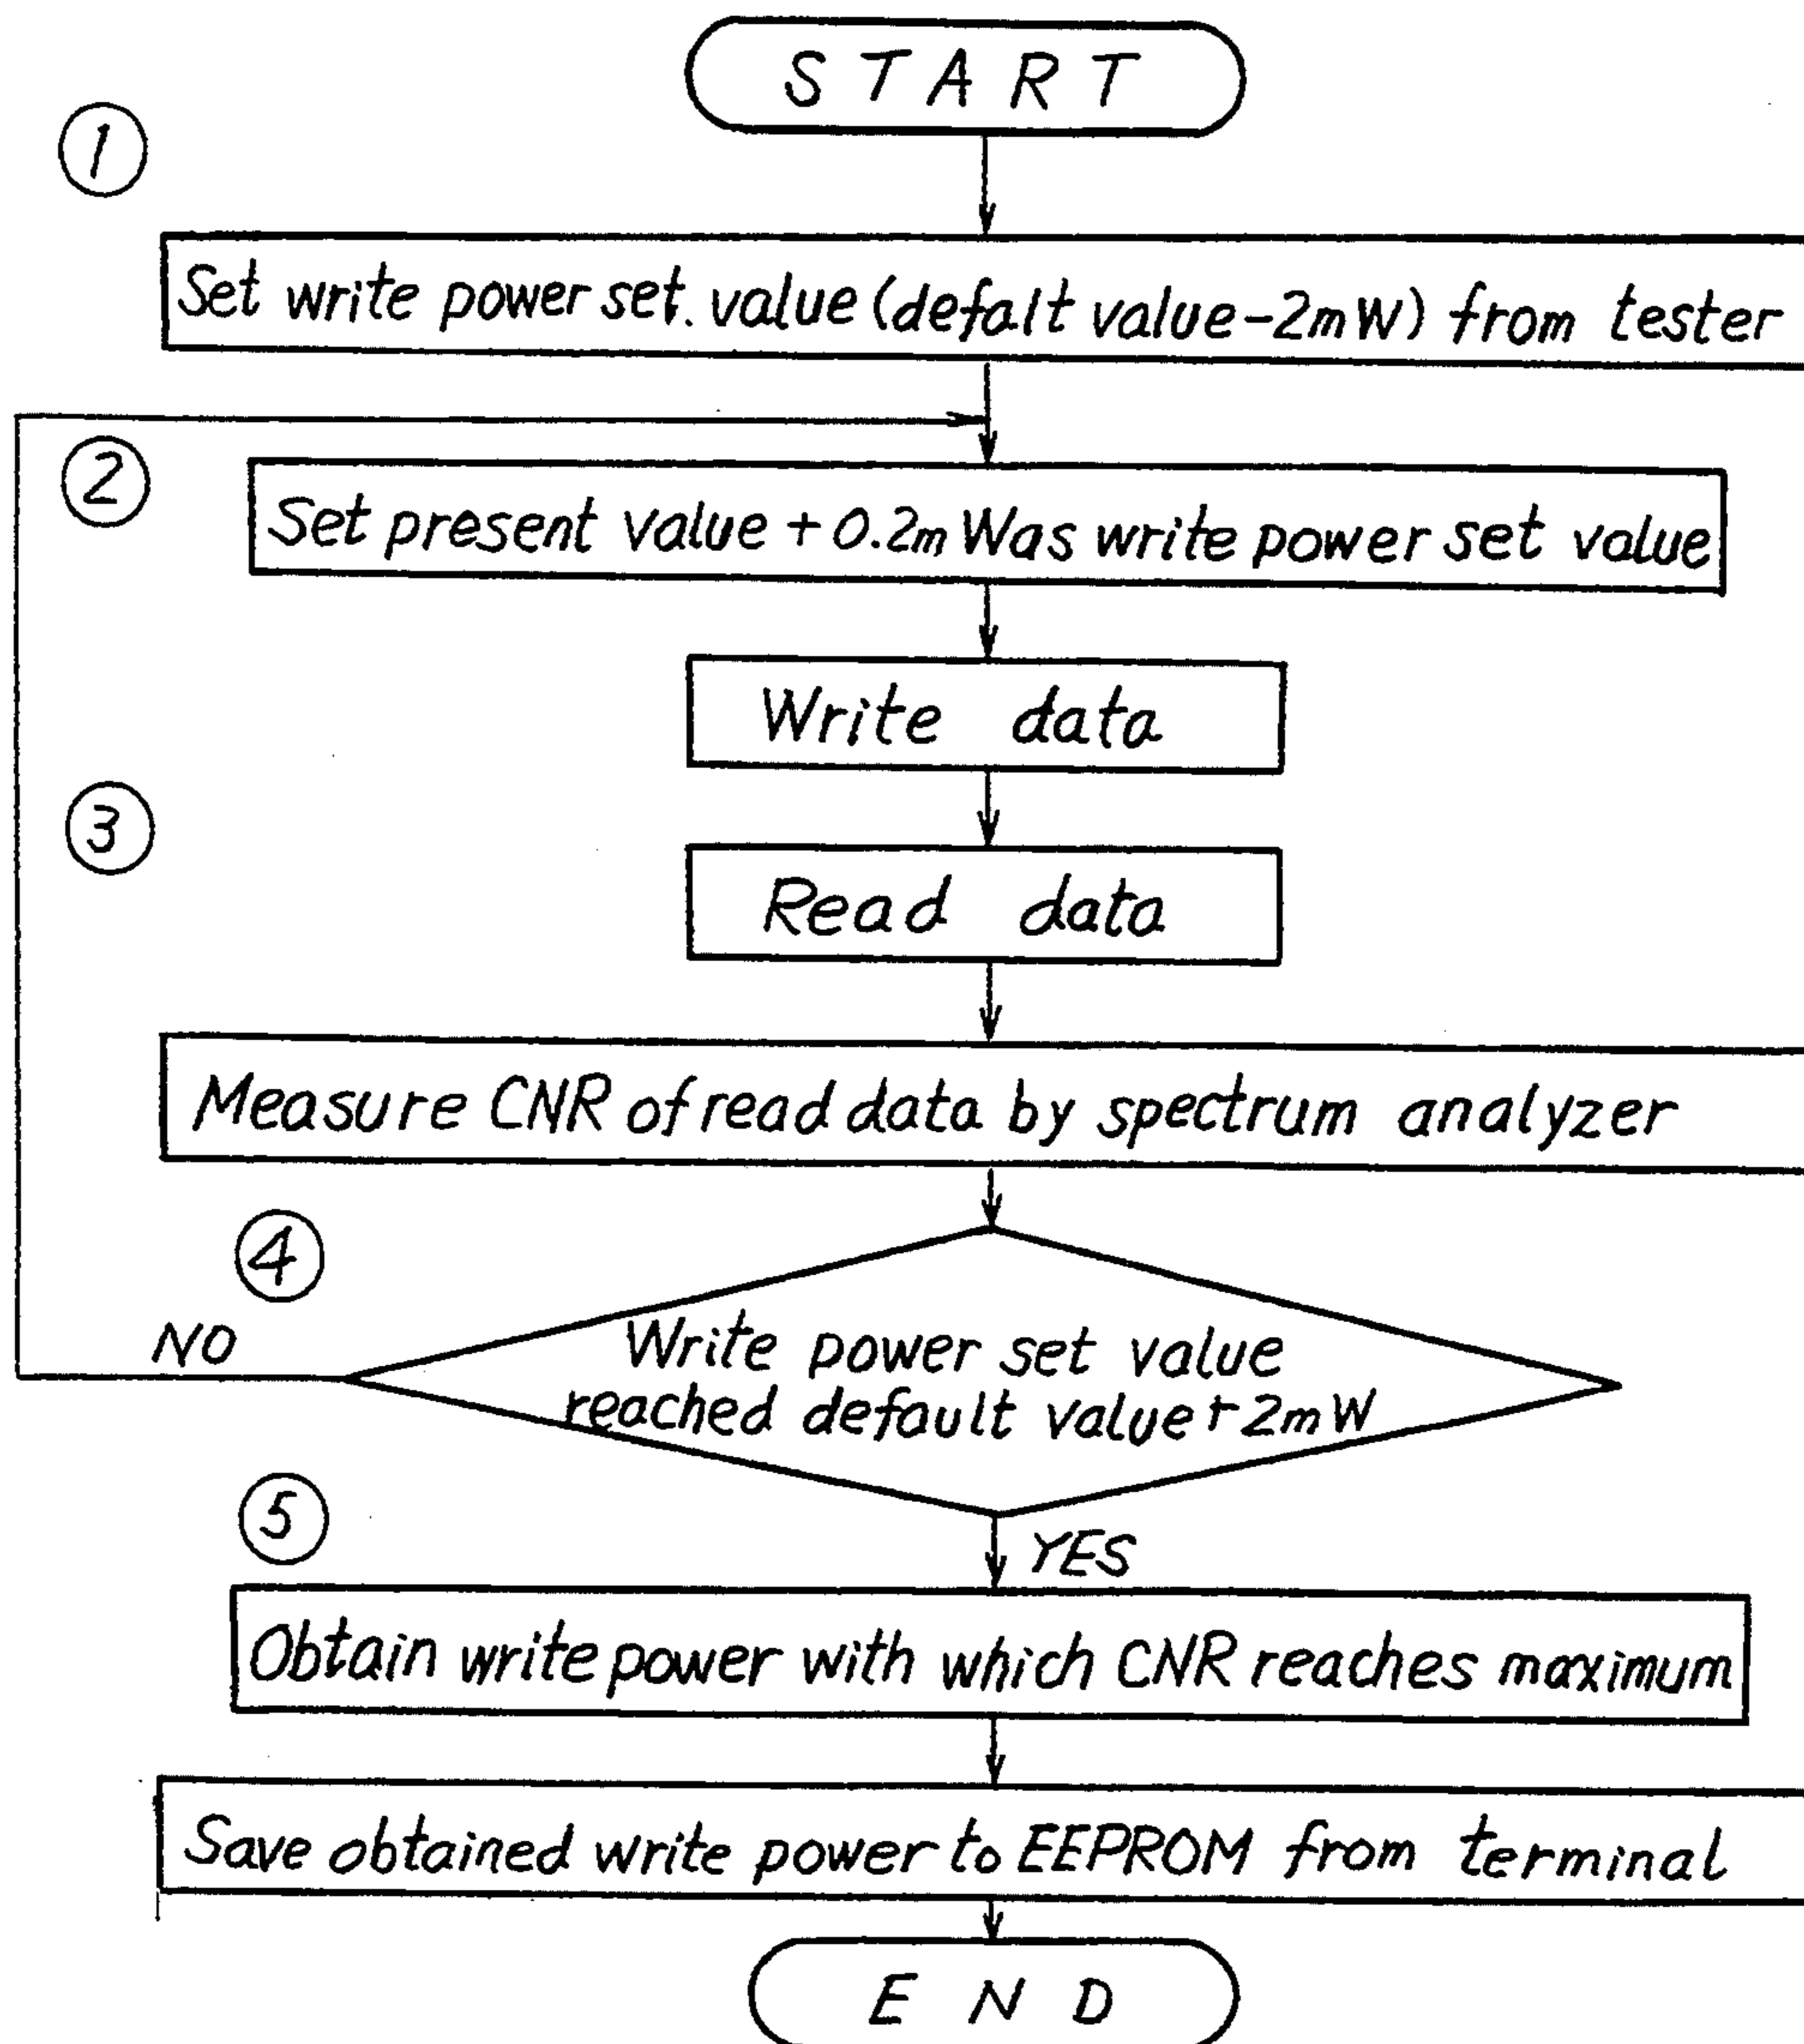 START
①
Set write power set. value (defalt value-2mW) from tester
②
Set present value + 0.2m Was write power set value
Write data
③
Read data
Measure CNR of read data by spectrum analyzer
④
NO
Write power set value
reached default value+2mW
⑤
YES
Obtain write power with which CNR reaches maximum
Save obtained write power to EEPROM from terminal
END